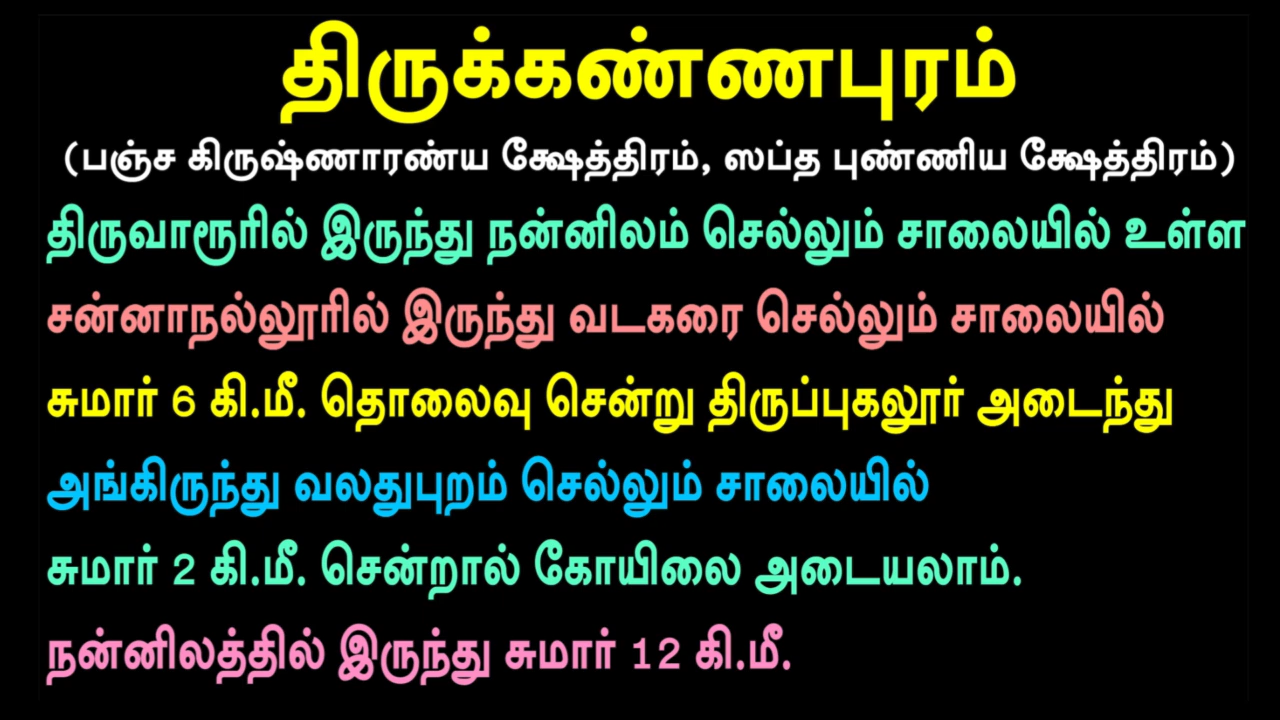 திருக்கண்ணபுரம்
(பஞ்ச கிருஷ்ணாரண்ய க்ஷேத்திரம், ஸப்த புண்ணிய க்ஷேத்திரம்)
திருவாரூரில் இருந்து நன்னிலம் செல்லும் சாலையில் உள்ள
சன்னாநல்லூரில் இருந்து வடகரை செல்லும் சாலையில்
சுமார் 6 கி.மீ. தொலைவு சென்று திருப்புகலூர் அடைந்து
அங்கிருந்து வலதுபுறம் செல்லும் சாலையில்
சுமார் 2 கி.மீ. சென்றால் கோயிலை அடையலாம்.
நன்னிலத்தில் இருந்து சுமார் 12 கி.மீ.